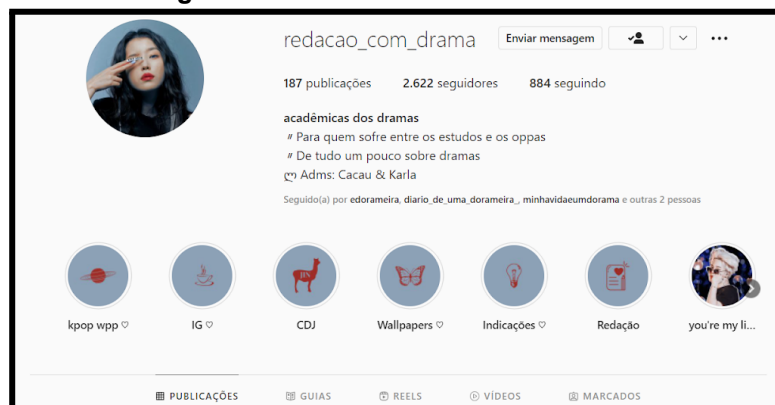 redacao_com_drama Enviar mensagem
187 publicações 2.622 seguidores 884 seguindo
acadêmicas dos dramas
〃Para quem sofre entre os estudos e os oppas
〃De tudo um pouco sobre dramas
ღ Adms: Cacau & Karla
Seguido(a) por edorameira, diario_de_uma_dorameira_, minhavidaeumdorama e outras 2 pessoas
kpop wpp ♡ IG ♡ CDJ Wallpapers ♡ Indicações ♡ Redação you're my li...
PUBLICAÇÕES GUIAS REELS VÍDEOS MARCADOS